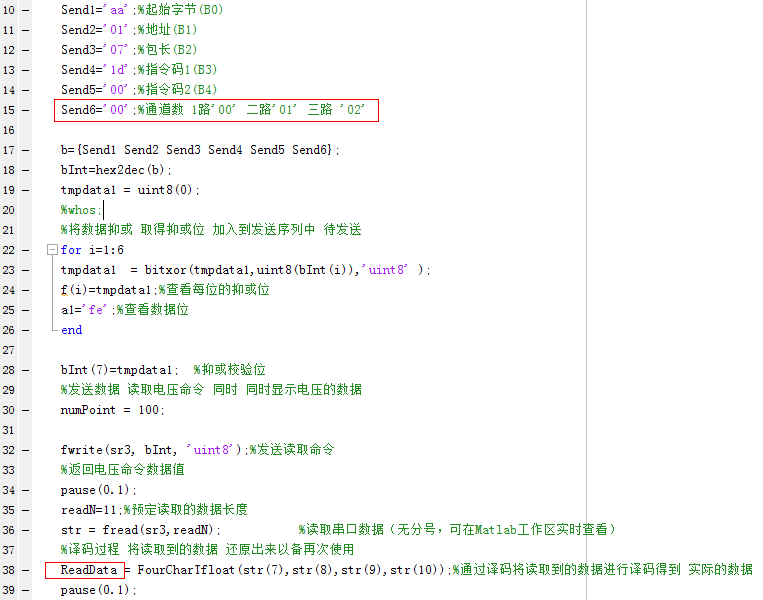 10 Send1='aa';%起始字节(B0)
11 Send2='01';%地址(B1)
12 Send3='07';%包长(B2)
13 Send4='1d';%指令码1(B3)
14 Send5='00';%指令码2(B4)
15 Send6='00';%通道数 1路'00' 二路'01' 三路 '02'
16
17 b={Send1 Send2 Send3 Send4 Send5 Send6};
18 bInt=hex2dec(b);
19 tmpdata1 = uint8(0);
20 %whos;
21 %将数据抑或 取得抑或位 加入到发送序列中 待发送
22 for i=1:6
23 tmpdata1 = bitxor(tmpdata1,uint8(bInt(i)),'uint8' );
24 f(i)=tmpdata1;%查看每位的抑或位
25 a1='fe';%查看数据位
26 end
27
28 bInt(7)=tmpdata1; %抑或校验位
29 %发送数据 读取电压命令 同时 同时显示电压的数据
30 numPoint = 100;
31
32 fwrite(sr3, bInt, 'uint8');%发送读取命令
33 %返回电压命令数据值
34 pause(0.1);
35 readN=11;%预定读取的数据长度
36 str = fread(sr3,readN); %读取串口数据（无分号，可在Matlab工作区实时查看）
37 %译码过程 将读取到的数据 还原出来以备再次使用
38 ReadData = FourCharIfloat(str(7),str(8),str(9),str(10));%通过译码将读取到的数据进行译码得到 实际的数据
39 pause(0.1);